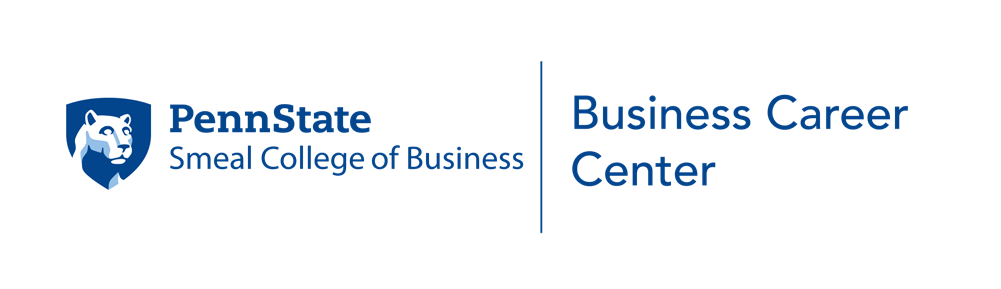 PennState
Smeal College of Business
Business Career
Center